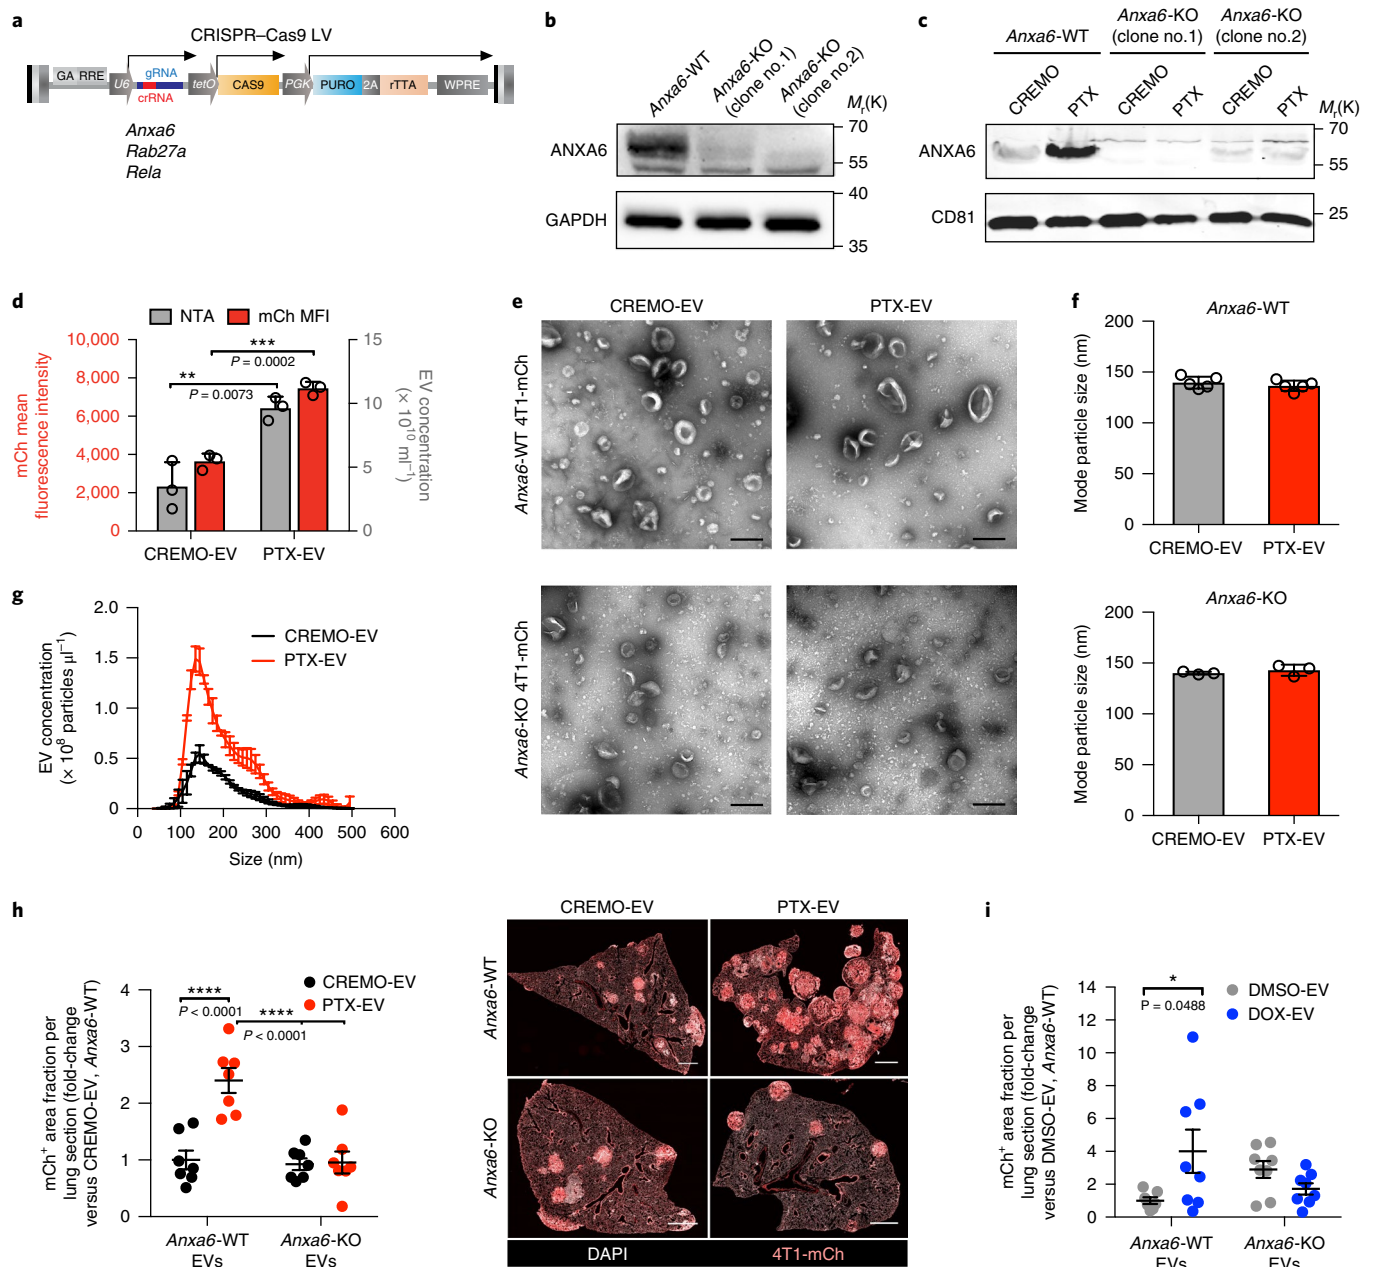 a
CRISPR–Cas9 LV
GA RRE U6 gRNA crRNA tetO CAS9 PGK PURO 2A rTTA WPRE
Anxa6
Rab27a
Rela
b
Anxa6-WT
Anxa6-KO (clone no.1)
Anxa6-KO (clone no.2)
Mr(K)
ANXA6
70
55
GAPDH
40
35
c
Anxa6-WT
Anxa6-KO (clone no.1)
Anxa6-KO (clone no.2)
CREMO PTX CREMO PTX CREMO PTX
Mr(K)
ANXA6
70
55
CD81
25
d
NTA mCh MFI
mCh mean
fluorescence intensity
10,000
8,000
6,000
4,000
2,000
0
***
P = 0.0002
**
P = 0.0073
15
10
5
0
EV concentration
(× 10¹⁰ ml⁻¹)
CREMO-EV PTX-EV
e
CREMO-EV PTX-EV
Anxa6-WT 4T1-mCh
Anxa6-KO 4T1-mCh
f
Anxa6-WT
Mode particle size (nm)
200
150
100
50
0
CREMO-EV PTX-EV
Anxa6-KO
Mode particle size (nm)
200
150
100
50
0
CREMO-EV PTX-EV
g
EV concentration
(× 10⁸ particles µl⁻¹)
2.0
1.5
1.0
0.5
0
CREMO-EV
PTX-EV
0 100 200 300 400 500 600
Size (nm)
h
mCh⁺ area fraction per
lung section (fold-change
versus CREMO-EV, Anxa6-WT)
4
3
2
1
0
CREMO-EV
PTX-EV
****
P < 0.0001
****
P < 0.0001
Anxa6-WT EVs
Anxa6-KO EVs
CREMO-EV PTX-EV
Anxa6-WT
Anxa6-KO
DAPI 4T1-mCh
i
mCh⁺ area fraction per
lung section (fold-change
versus DMSO-EV, Anxa6-WT)
14
12
10
8
6
4
2
0
*
P = 0.0488
DMSO-EV
DOX-EV
Anxa6-WT EVs
Anxa6-KO EVs